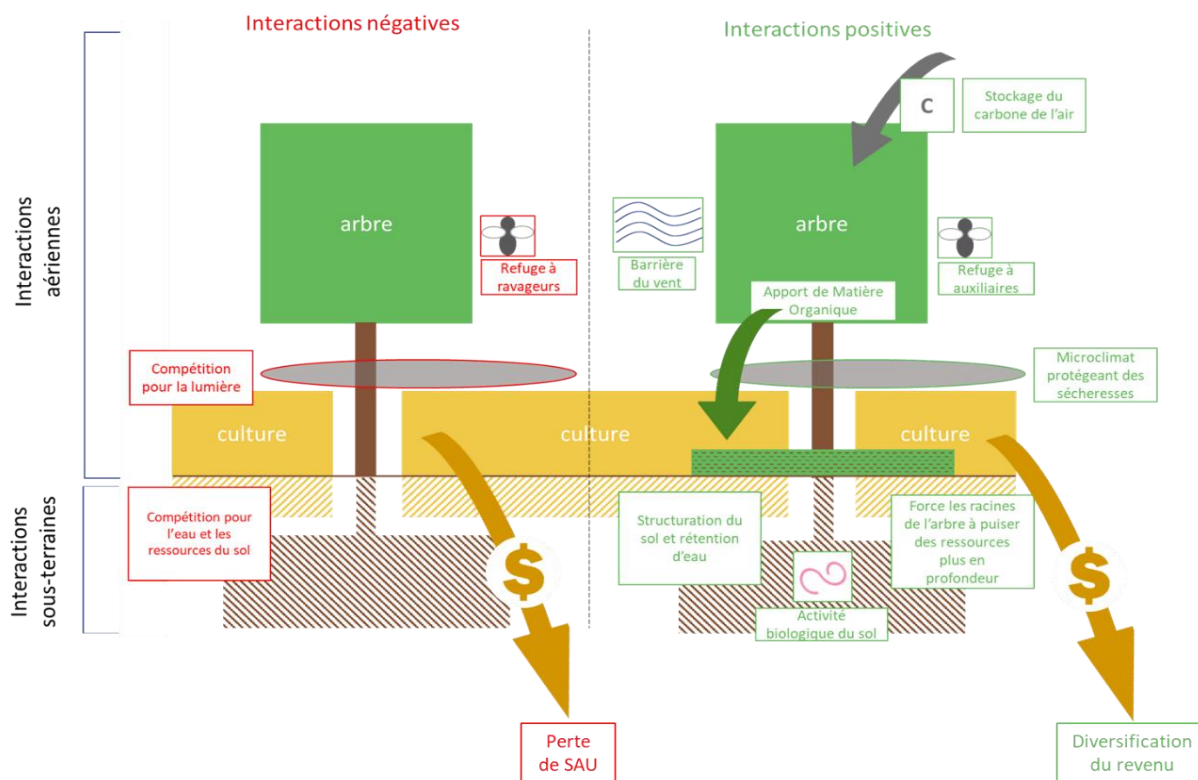 Interactions négatives
Interactions positives
Interactions
aériennes
C
Stockage du
carbone de l'air
arbre
arbre
Refuge à
ravageurs
Barrière
du vent
Refuge à
auxiliaires
Apport de Matière
Organique
Compétition
pour la lumière
Microclimat
protégeant des
sécheresses
culture
culture
culture
Interactions
sous-terraines
Compétition pour
l'eau et les
ressources du sol
Structuration du
sol et rétention
d'eau
Force les racines
de l'arbre à puiser
des ressources
plus en
profondeur
$
$
Activité
biologique du sol
Perte
de SAU
Diversification
du revenu